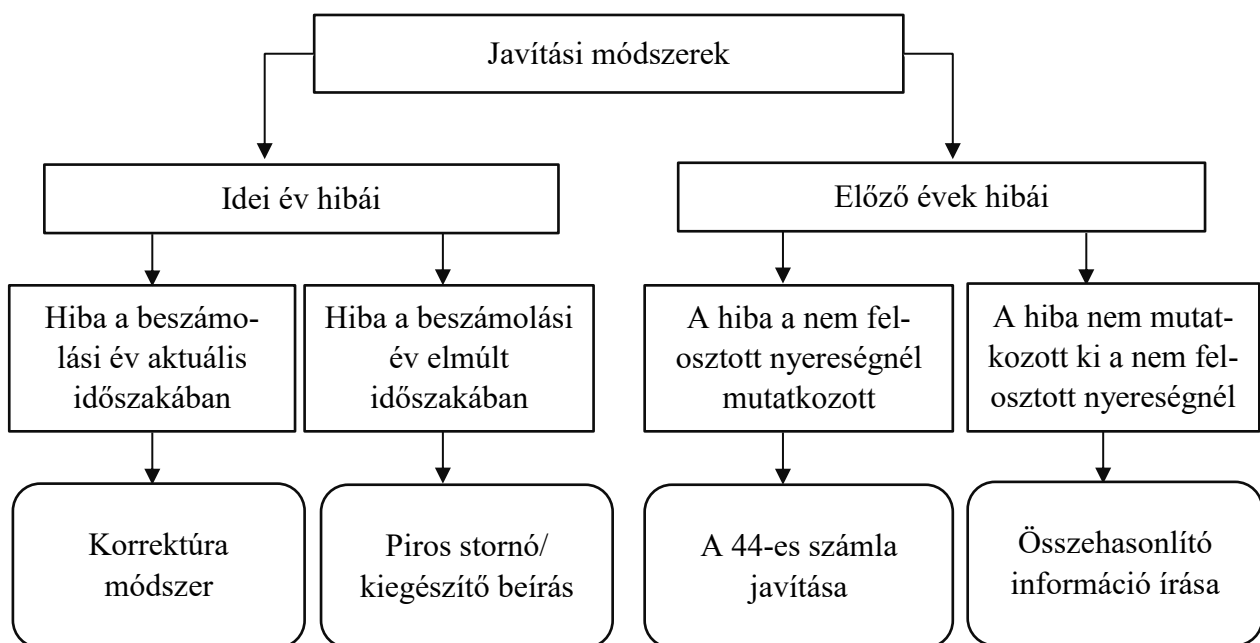 Javítási módszerek
Idei év hibái
Előző évek hibái
Hiba a beszámo-
lási év aktuális
időszakában
Hiba a beszámolási
év elmúlt
időszakában
A hiba a nem fel-
osztott nyereségnél
mutatkozott
A hiba nem mutat-
kozott ki a nem fel-
osztott nyereségnél
Korrektúra
módszer
Piros stornó/
kiegészítő beírás
A 44-es számla
javítása
Összehasonlító
információ írása